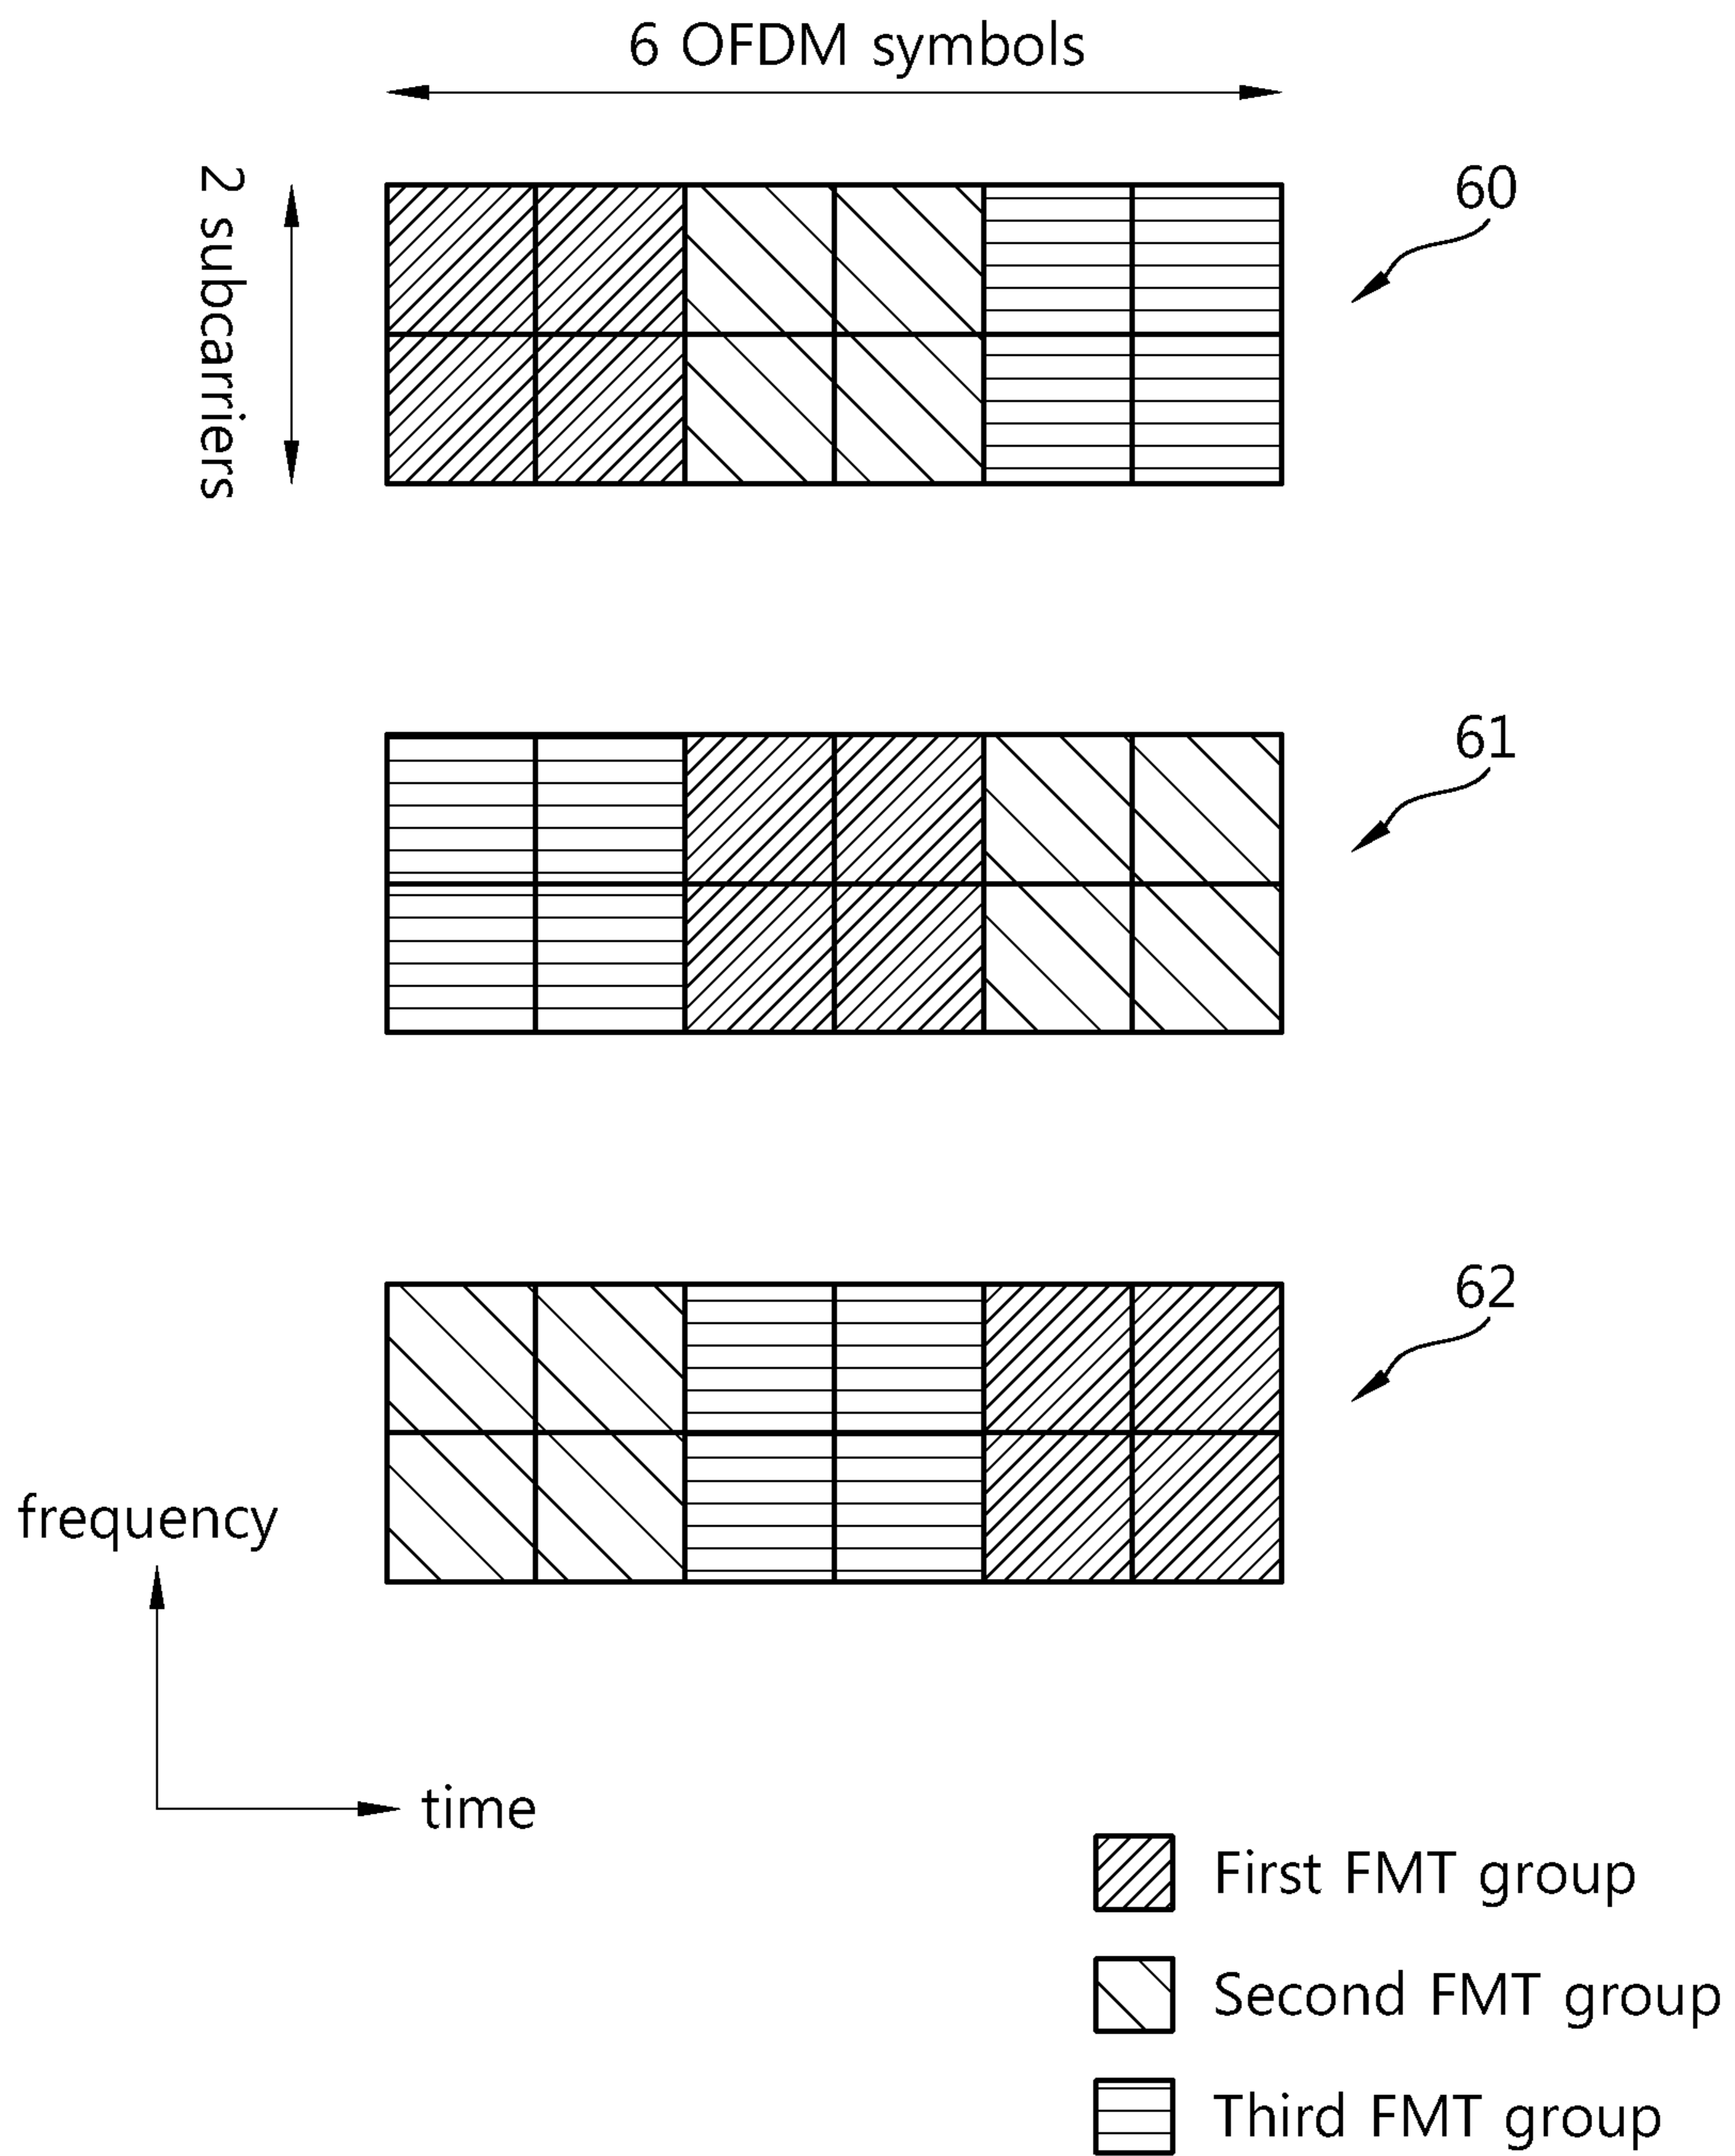 6 OFDM symbols
2 subcarriers
60
61
62
frequency
time
First FMT group
Second FMT group
Third FMT group